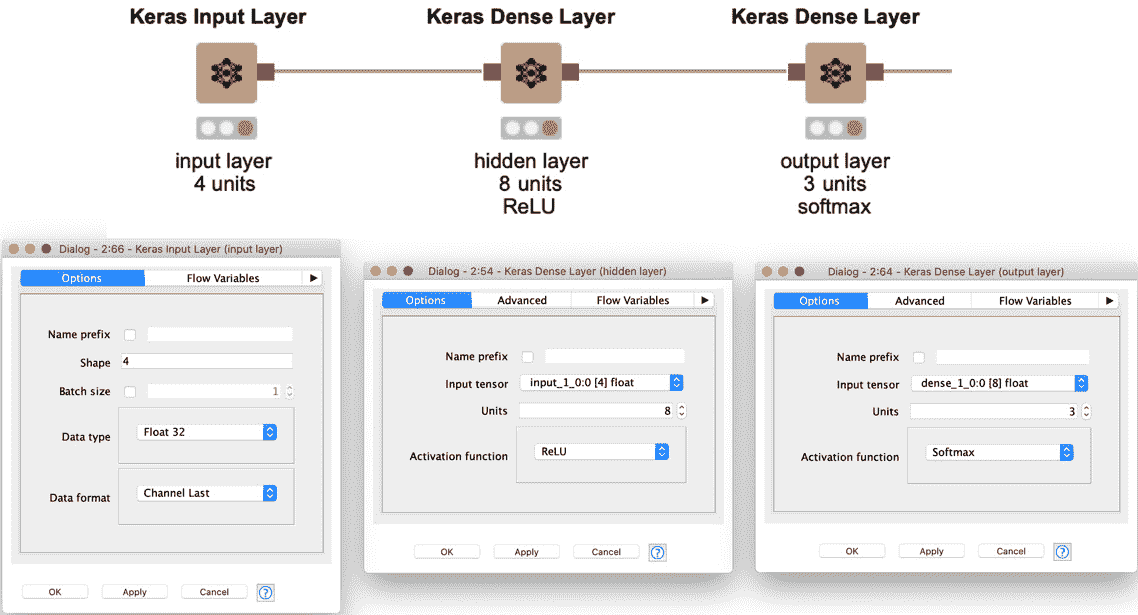 Keras Input Layer
Keras Dense Layer
Keras Dense Layer
input layer
4 units
hidden layer
8 units
ReLU
output layer
3 units
softmax
Dialog - 2:66 - Keras Input Layer (input layer)
Options
Flow Variables
Name prefix
Shape
4
Batch size
1
Data type
Float 32
Data format
Channel Last
OK
Apply
Cancel
?
Dialog - 2:54 - Keras Dense Layer (hidden layer)
Options
Advanced
Flow Variables
Name prefix
Input tensor
input_1_0:0 [4] float
Units
8
Activation function
ReLU
OK
Apply
Cancel
?
Dialog - 2:64 - Keras Dense Layer (output layer)
Options
Advanced
Flow Variables
Name prefix
Input tensor
dense_1_0:0 [8] float
Units
3
Activation function
Softmax
OK
Apply
Cancel
?